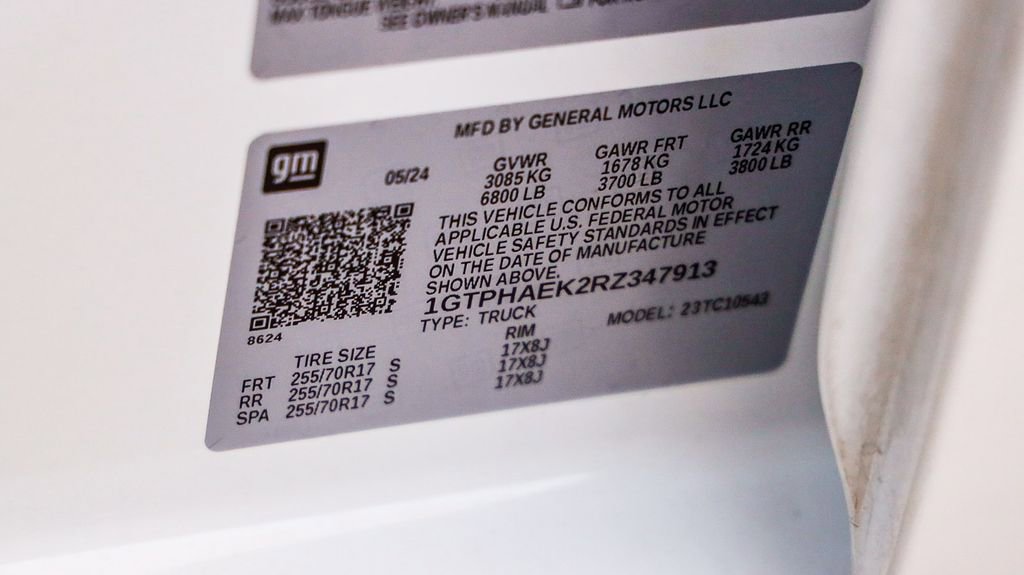 MAX TONGUE WEIGHT
SEE OWNER'S MANUAL
MFD BY GENERAL MOTORS LLC
gm
05/24
GVWR GAWR FRT GAWR RR
3085 KG 1678 KG 1724 KG
6800 LB 3700 LB 3800 LB
THIS VEHICLE CONFORMS TO ALL
APPLICABLE U.S. FEDERAL MOTOR
VEHICLE SAFETY STANDARDS IN EFFECT
ON THE DATE OF MANUFACTURE
SHOWN ABOVE.
1GTPHAEK2RZ347913
TYPE: TRUCK MODEL: 23TC10543
8624
TIRE SIZE RIM
FRT 255/70R17 S 17X8J
RR 255/70R17 S 17X8J
SPA 255/70R17 S 17X8J